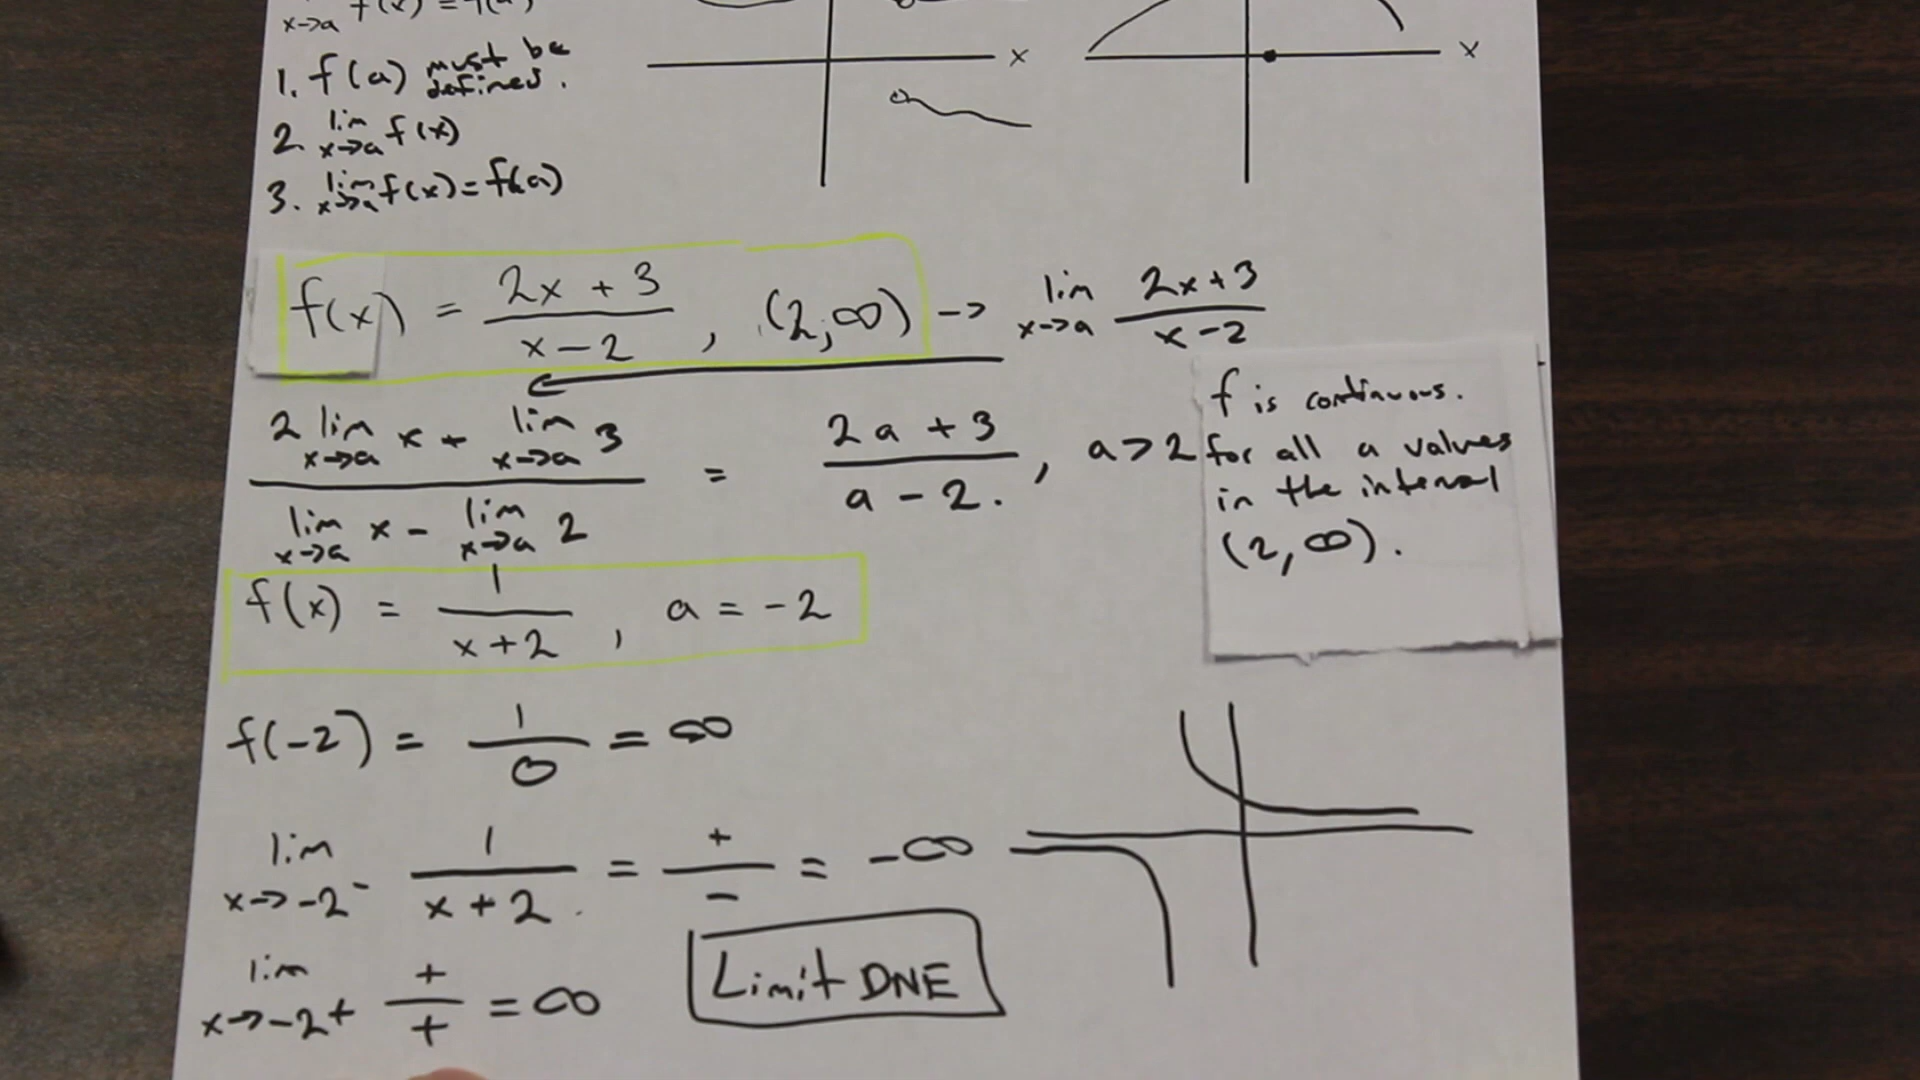 x→a f(x) = f(a)
1. f(a) must be defined.
2. lim x→a f(x)
3. lim x→a f(x) = f(a)
x
x
f(x) = 2x + 3 / x - 2 , (2, ∞) → lim x→a 2x+3 / x-2
2 lim x→a x + lim x→a 3 / lim x→a x - lim x→a 2 = 2a + 3 / a - 2. , a > 2
f is continuous.
for all a values
in the interval
(2, ∞).
f(x) = 1 / x+2 , a = -2
f(-2) = 1 / 0 = ∞
lim x→-2⁻ 1 / x + 2 = + / - = -∞
lim x→-2⁺ + / + = ∞
Limit DNE